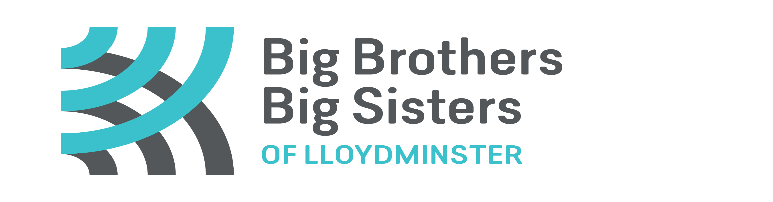 Big Brothers
Big Sisters
OF LLOYDMINSTER